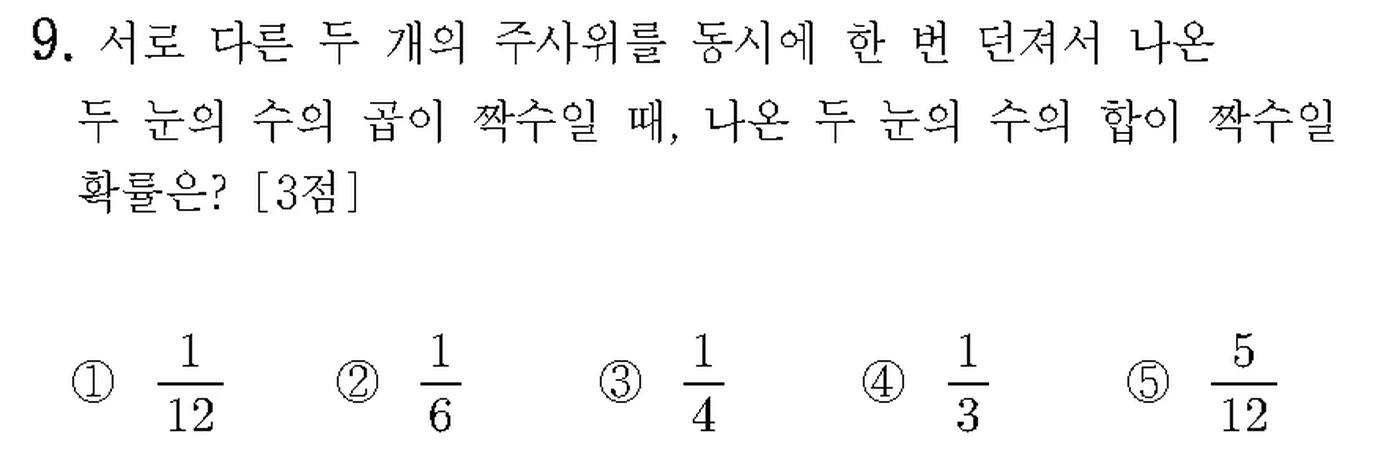 9. 서로 다른 두 개의 주사위를 동시에 한 번 던져서 나온
두 눈의 수의 곱이 짝수일 때, 나온 두 눈의 수의 합이 짝수일
확률은? [3점]
① 1/12 ② 1/6 ③ 1/4 ④ 1/3 ⑤ 5/12